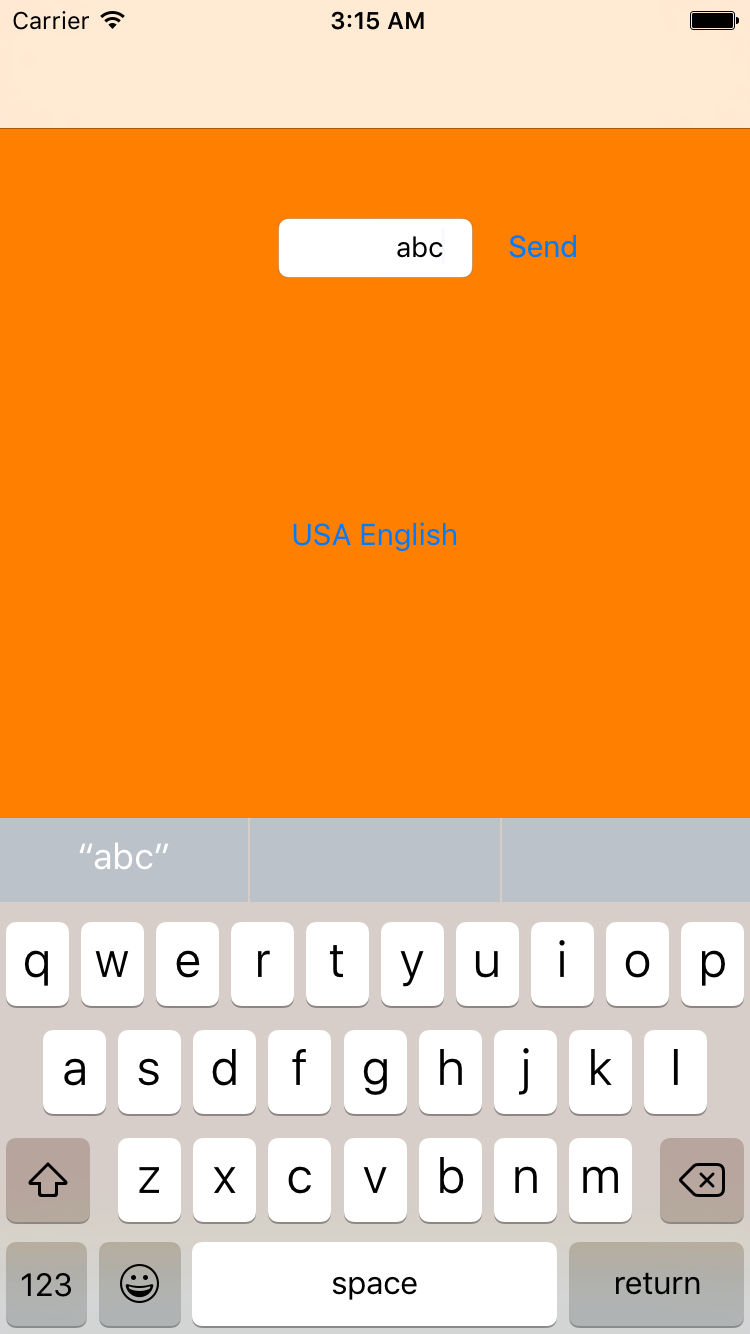 Carrier 3:15 AM
abc Send
USA English
“abc”
q w e r t y u i o p
a s d f g h j k l
z x c v b n m
123 space return